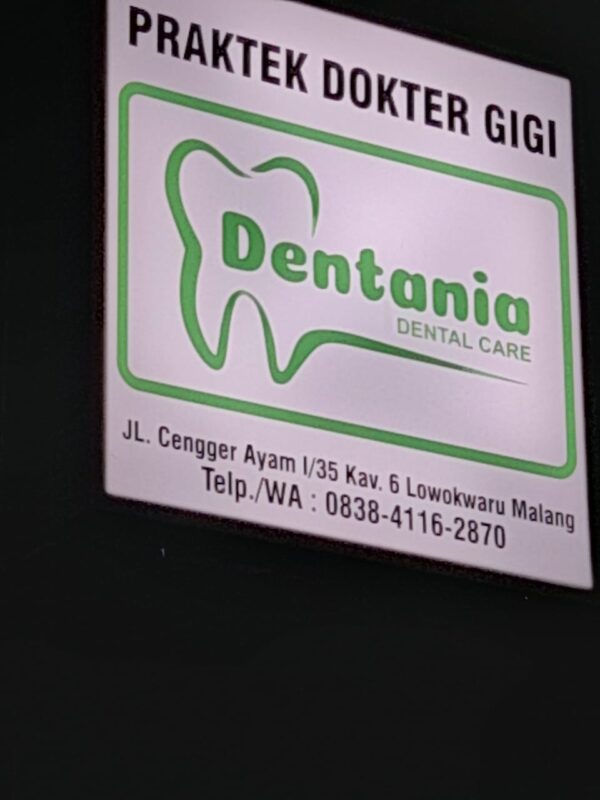 PRAKTEK DOKTER GIGI
Dentania
DENTAL CARE
JL. Cengger Ayam I/35 Kav. 6 Lowokwaru Malang
Telp./WA : 0838-4116-2870